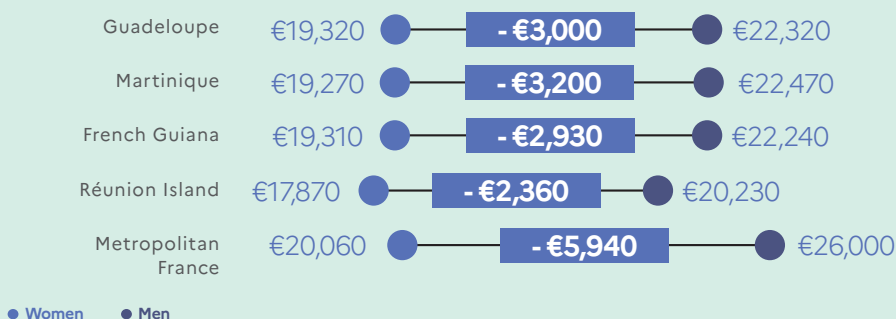 Guadeloupe €19,320 - €3,000 €22,320
Martinique €19,270 - €3,200 €22,470
French Guiana €19,310 - €2,930 €22,240
Réunion Island €17,870 - €2,360 €20,230
Metropolitan
France €20,060 - €5,940 €26,000
Women Men